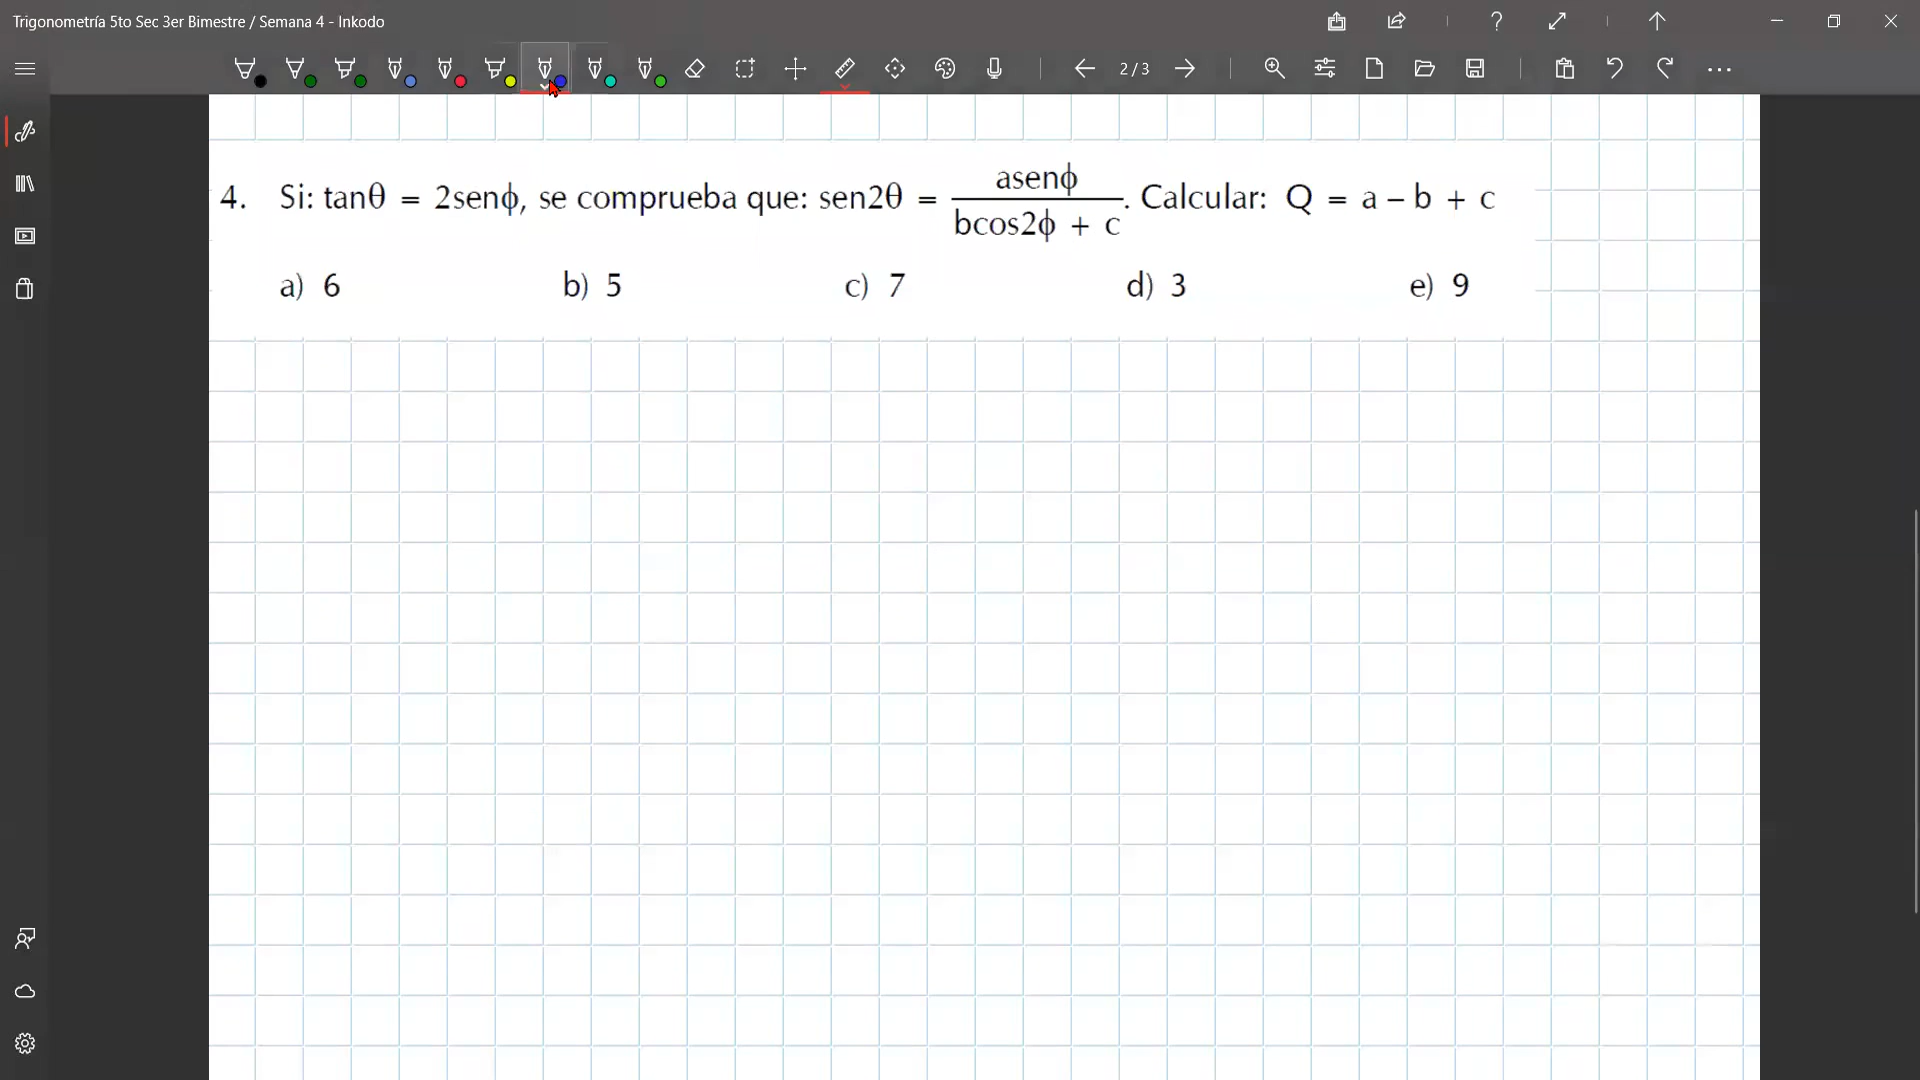 Trigonometría 5to Sec 3er Bimestre / Semana 4 - Inkodo
2 / 3
4. Si: tanθ = 2senϕ, se comprueba que: sen2θ = asenϕ / bcos2ϕ + c. Calcular: Q = a – b + c
a) 6 b) 5 c) 7 d) 3 e) 9